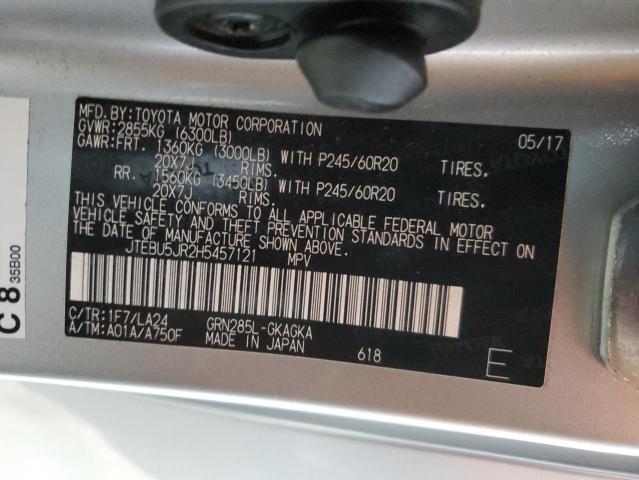 MFD.BY:TOYOTA MOTOR CORPORATION 05/17
GVWR:2855KG (6300LB)
GAWR:FRT. 1360KG (3000LB) WITH P245/60R20 TIRES.
20X7J RIMS.
RR. 1560KG (3450LB) WITH P245/60R20 TIRES.
20X7J RIMS.
THIS VEHICLE CONFORMS TO ALL APPLICABLE FEDERAL MOTOR
VEHICLE SAFETY AND THEFT PREVENTION STANDARDS IN EFFECT ON
THE DATE OF MANUFACTURE SHOWN ABOVE.
JTEBU5JR2H5457121 MPV
C/TR:1F7/LA24 GRN285L-GKAGKA
A/TM:A01A/A750F MADE IN JAPAN 618
E
C 8 35B00